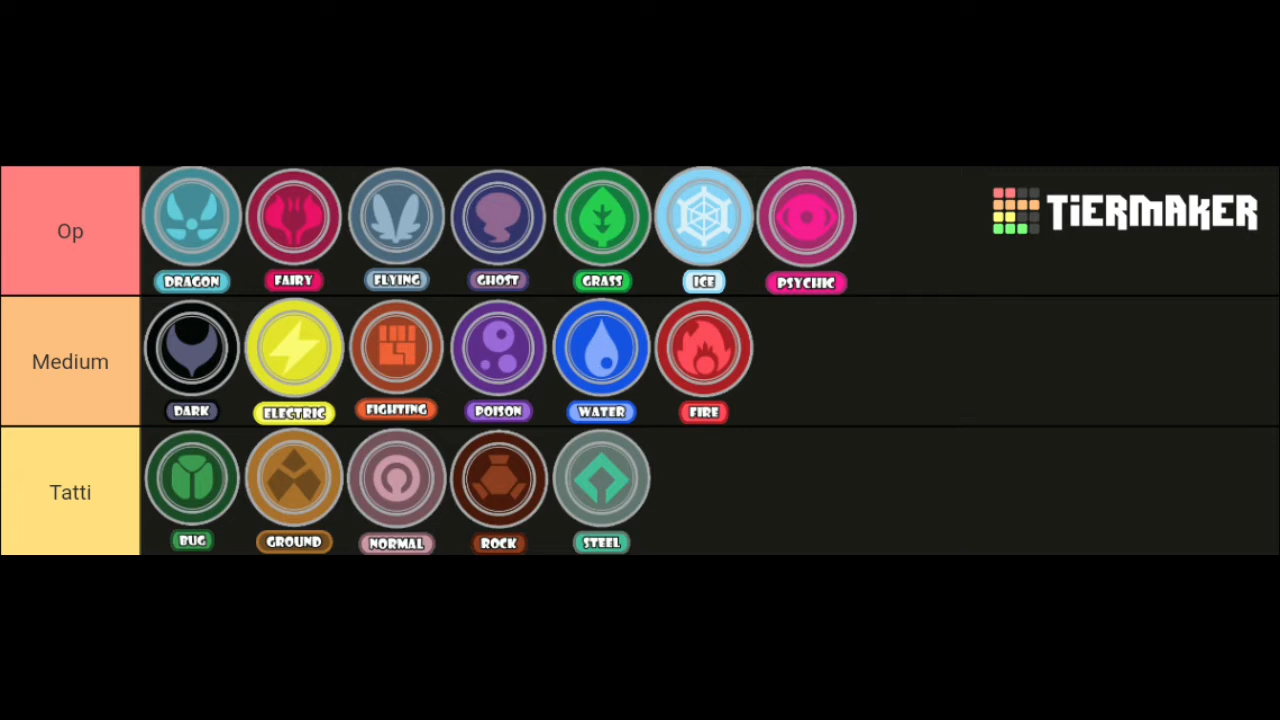 Op
DRAGON
FAIRY
FLYING
GHOST
GRASS
ICE
PSYCHIC
TiERMAKER
Medium
DARK
ELECTRIC
FIGHTING
POISON
WATER
FIRE
Tatti
BUG
GROUND
NORMAL
ROCK
STEEL